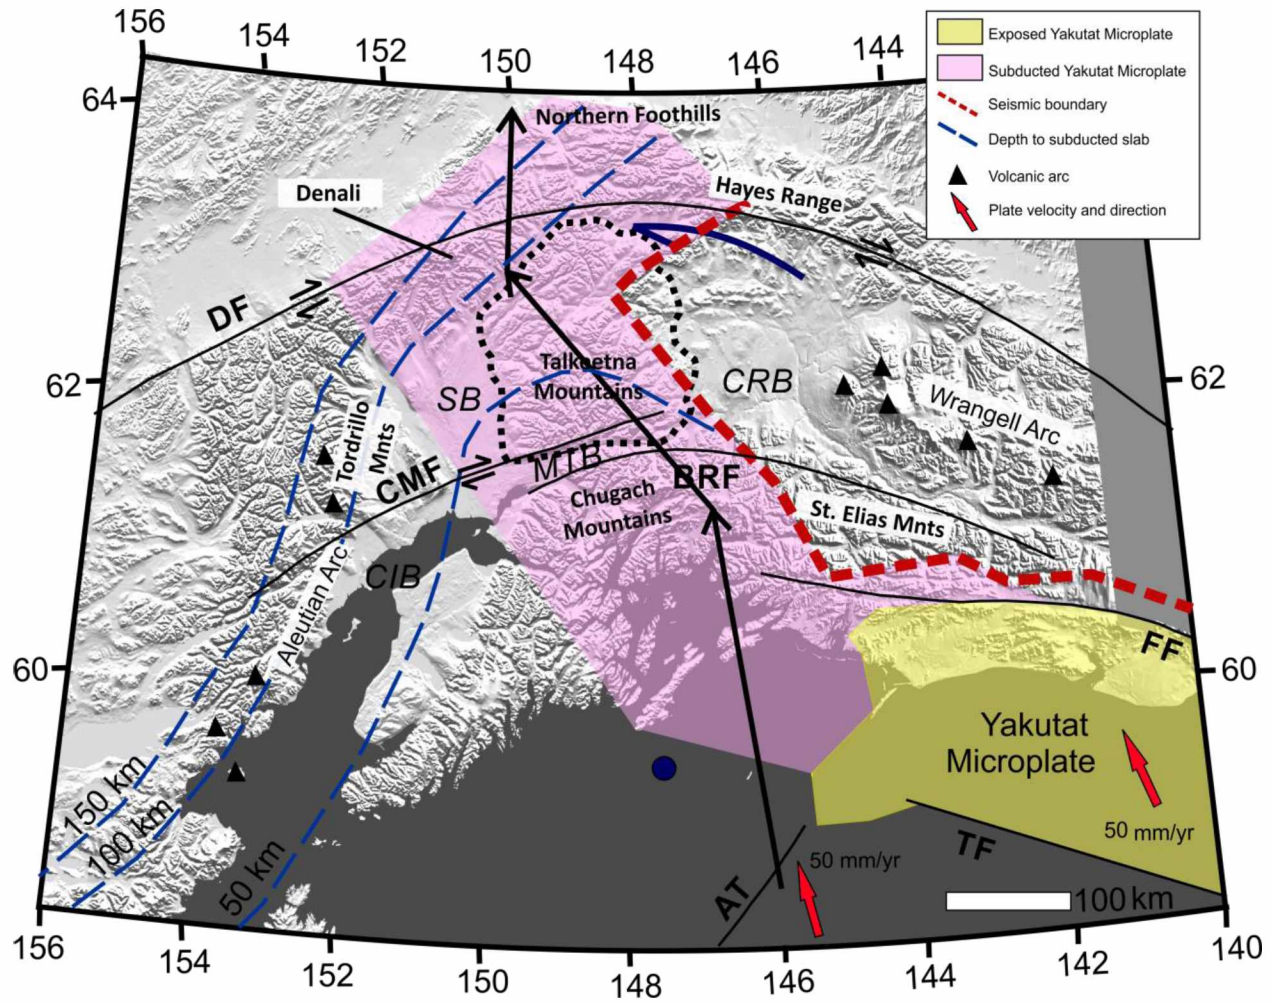 156
154
152
150
148
146
144
Exposed Yakutat Microplate
Subducted Yakutat Microplate
Seismic boundary
Depth to subducted slab
Volcanic arc
Plate velocity and direction
64
Northern Foothills
Denali
Hayes Range
DF
62
62
Talkeetna
Mountains
SB
CRB
Wrangell Arc
Tordrillo
Mnts
CMF
MTB
BRF
Chugach
Mountains
St. Elias Mnts
CIB
Aleutian Arc
FF
60
60
Yakutat
Microplate
150 km
100 km
50 km
50 mm/yr
50 mm/yr
TF
AT
100 km
156
154
152
150
148
146
144
142
140